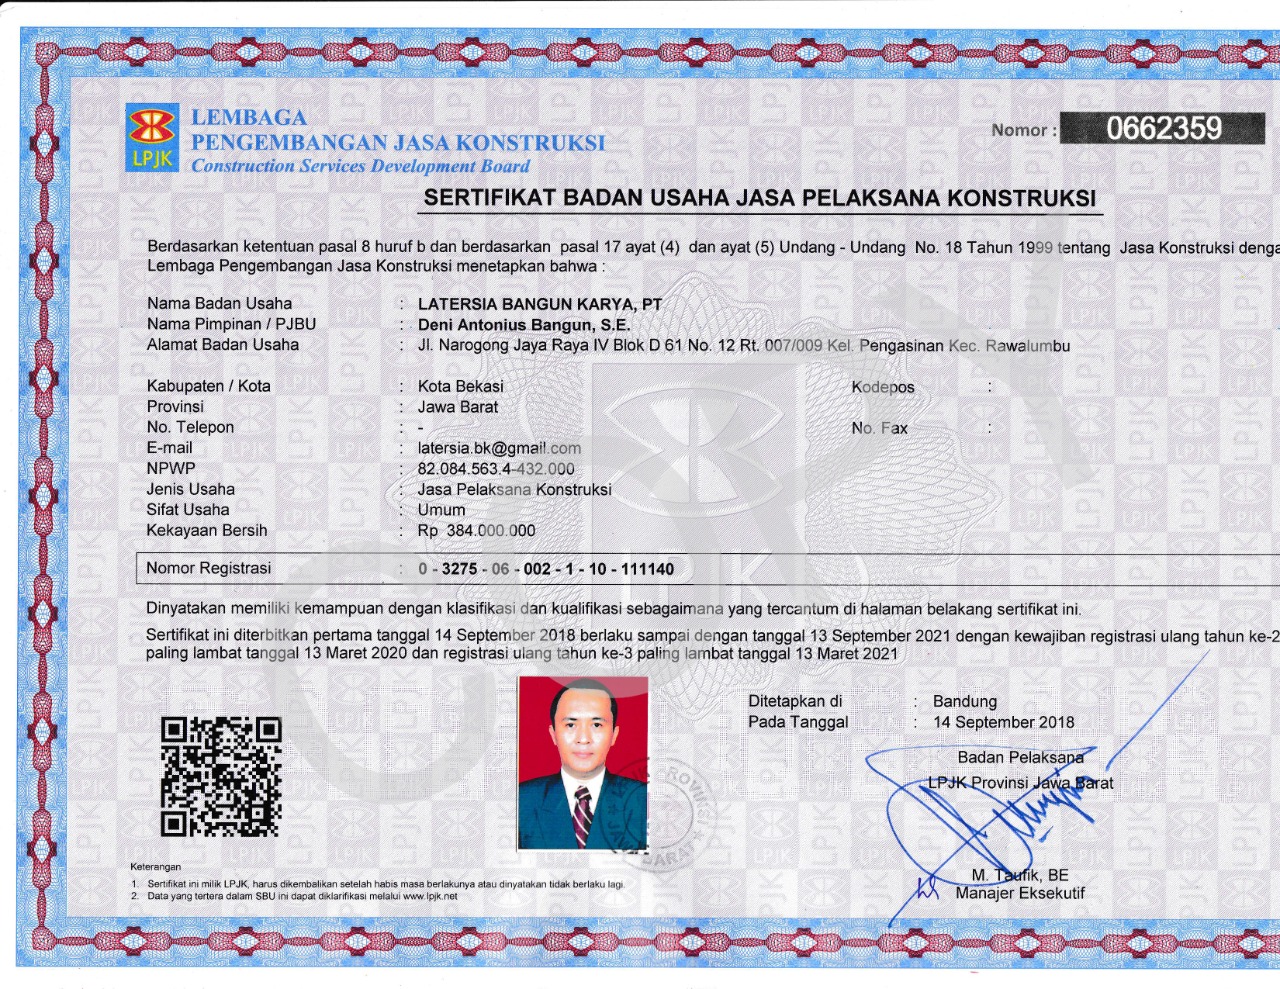 LEMBAGA
PENGEMBANGAN JASA KONSTRUKSI
Construction Services Development Board
LPJK
Nomor : 0662359
SERTIFIKAT BADAN USAHA JASA PELAKSANA KONSTRUKSI
Berdasarkan ketentuan pasal 8 huruf b dan berdasarkan pasal 17 ayat (4) dan ayat (5) Undang - Undang No. 18 Tahun 1999 tentang Jasa Konstruksi denga
Lembaga Pengembangan Jasa Konstruksi menetapkan bahwa :
Nama Badan Usaha : LATERSIA BANGUN KARYA, PT
Nama Pimpinan / PJBU : Deni Antonius Bangun, S.E.
Alamat Badan Usaha : Jl. Narogong Jaya Raya IV Blok D 61 No. 12 Rt. 007/009 Kel. Pengasinan Kec. Rawalumbu
Kabupaten / Kota : Kota Bekasi Kodepos :
Provinsi : Jawa Barat
No. Telepon : - No. Fax :
E-mail : latersia.bk@gmail.com
NPWP : 82.084.563.4-432.000
Jenis Usaha : Jasa Pelaksana Konstruksi
Sifat Usaha : Umum
Kekayaan Bersih : Rp 384.000.000
Nomor Registrasi : 0 - 3275 - 06 - 002 - 1 - 10 - 111140
Dinyatakan memiliki kemampuan dengan klasifikasi dan kualifikasi sebagaimana yang tercantum di halaman belakang sertifikat ini.
Sertifikat ini diterbitkan pertama tanggal 14 September 2018 berlaku sampai dengan tanggal 13 September 2021 dengan kewajiban registrasi ulang tahun ke-2
paling lambat tanggal 13 Maret 2020 dan registrasi ulang tahun ke-3 paling lambat tanggal 13 Maret 2021
Ditetapkan di : Bandung
Pada Tanggal : 14 September 2018
Badan Pelaksana
LPJK Provinsi Jawa Barat
M. Taufik, BE
Manajer Eksekutif
Keterangan
1. Sertifikat ini milik LPJK, harus dikembalikan setelah habis masa berlakunya atau dinyatakan tidak berlaku lagi.
2. Data yang tertera dalam SBU ini dapat diklarifikasi melalui www.lpjk.net